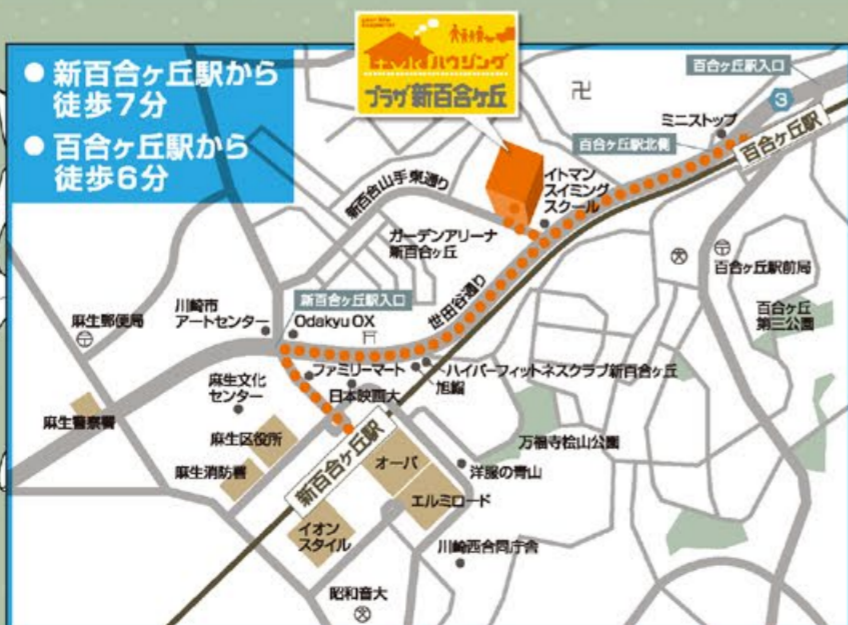 ハウジング
プラザ新百合ヶ丘
● 新百合ヶ丘駅から
徒歩7分
● 百合ヶ丘駅から
徒歩6分
百合ヶ丘駅入口
3
ミニストップ
百合ヶ丘駅北側
百合ヶ丘駅
卍
イトマン
スイミング
スクール
新百合山手東通り
ガーデンアリーナ
新百合ヶ丘
百合ヶ丘駅前局
百合ヶ丘
第三公園
世田谷通り
新百合ヶ丘駅入口
Odakyu OX
川崎市
アートセンター
麻生郵便局
ファミリーマート
ハイパーフィットネスクラブ新百合ヶ丘
旭鮨
日本映画大
麻生文化
センター
麻生警察署
麻生区役所
麻生消防署
新百合ヶ丘駅
オーパ
エルミロード
洋服の青山
万福寺桧山公園
イオン
スタイル
川崎西合同庁舎
昭和音大